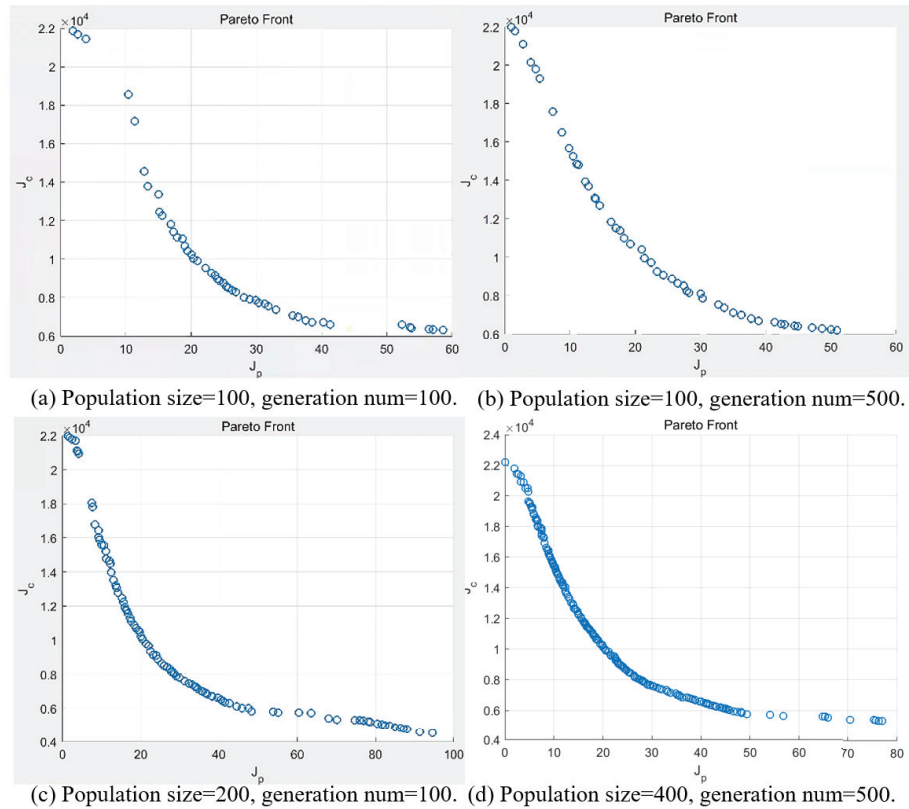 Pareto Front
×10⁴
2.2
2
1.8
1.6
1.4
1.2
1
0.8
0.6
J_c
0 10 20 30 40 50 60
J_p
(a) Population size=100, generation num=100.
Pareto Front
×10⁴
2.2
2
1.8
1.6
1.4
1.2
1
0.8
0.6
J_c
0 10 20 30 40 50 60
J_p
(b) Population size=100, generation num=500.
Pareto Front
×10⁴
2.2
2
1.8
1.6
1.4
1.2
1
0.8
0.6
0.4
J_c
0 20 40 60 80 100
J_p
(c) Population size=200, generation num=100.
Pareto Front
×10⁴
2.4
2.2
2
1.8
1.6
1.4
1.2
1
0.8
0.6
0.4
J_c
0 10 20 30 40 50 60 70 80
J_p
(d) Population size=400, generation num=500.